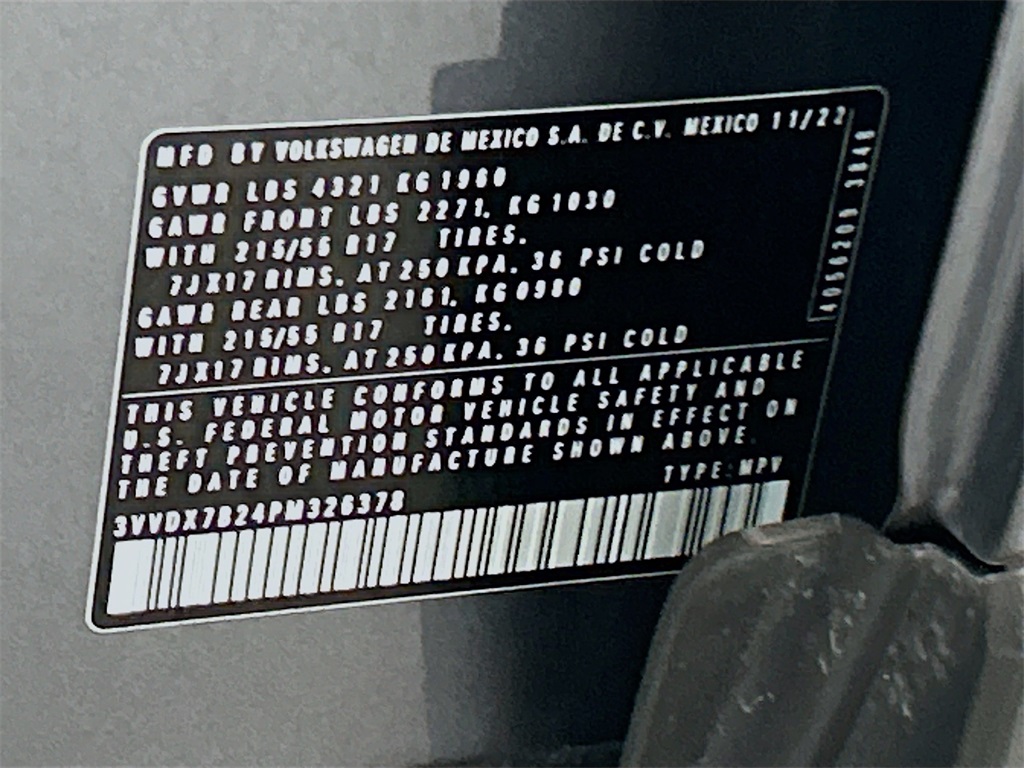 MFD BY VOLKSWAGEN DE MEXICO S.A. DE C.V. MEXICO 11/22
GVWR LBS 4321 KG 1960
GAWR FRONT LBS 2271. KG 1030
WITH 215/55 R17 TIRES.
7JX17 RIMS. AT 250 KPA. 36 PSI COLD
GAWR REAR LBS 2161. KG 0980
WITH 215/55 R17 TIRES.
7JX17 RIMS. AT 250 KPA. 36 PSI COLD
THIS VEHICLE CONFORMS TO ALL APPLICABLE
U.S. FEDERAL MOTOR VEHICLE SAFETY AND
THEFT PREVENTION STANDARDS IN EFFECT ON
THE DATE OF MANUFACTURE SHOWN ABOVE.
TYPE: MPV
3VVDX7B24PM326378